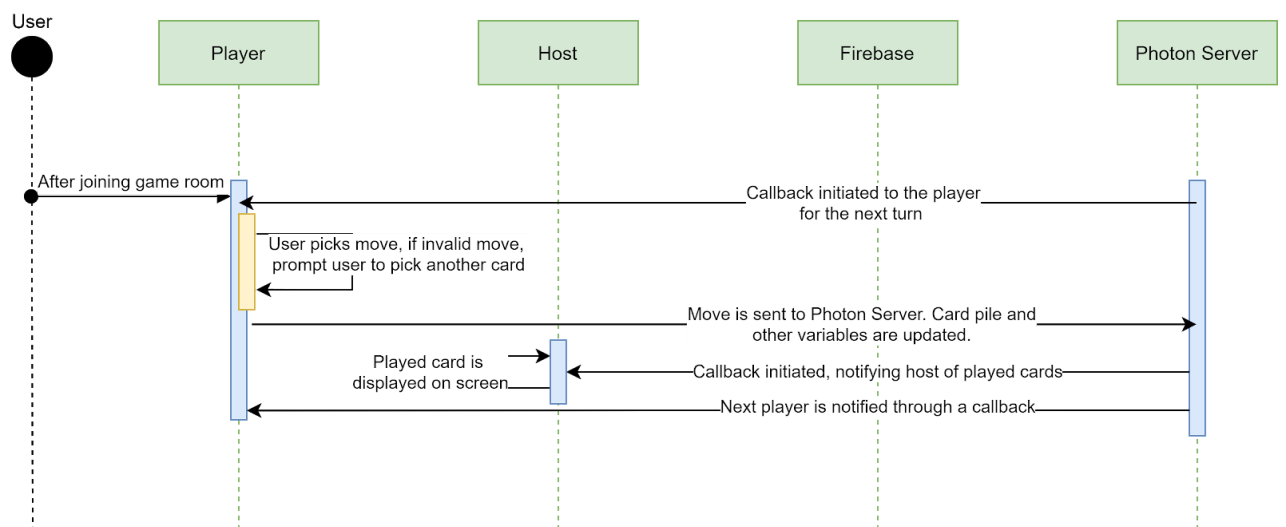 User
Player
Host
Firebase
Photon Server
After joining game room
Callback initiated to the player
for the next turn
User picks move, if invalid move,
prompt user to pick another card
Move is sent to Photon Server. Card pile and
other variables are updated.
Played card is
displayed on screen
Callback initiated, notifying host of played cards
Next player is notified through a callback